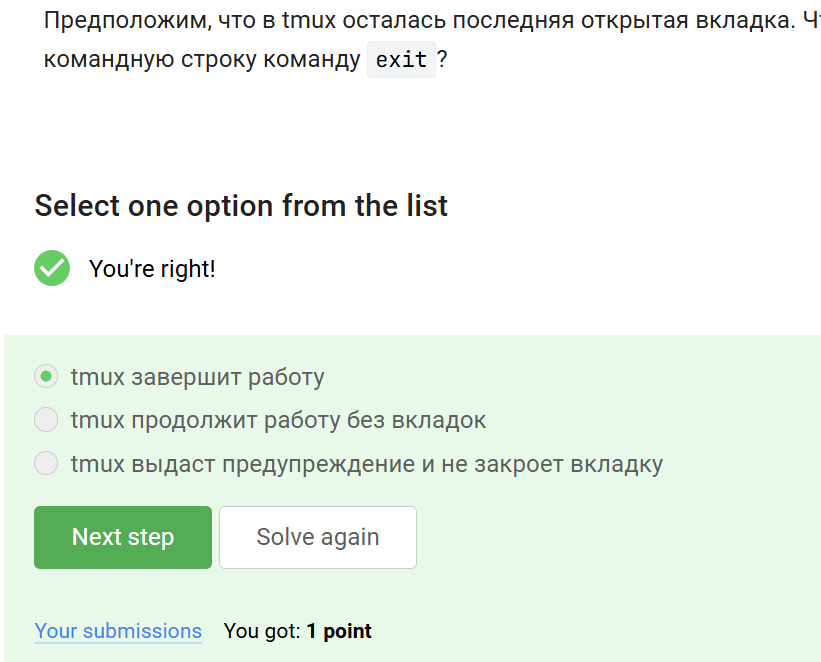 Предположим, что в tmux осталась последняя открытая вкладка.
командную строку команду exit?
Select one option from the list
You're right!
tmux завершит работу
tmux продолжит работу без вкладок
tmux выдаст предупреждение и не закроет вкладку
Next step Solve again
Your submissions You got: 1 point